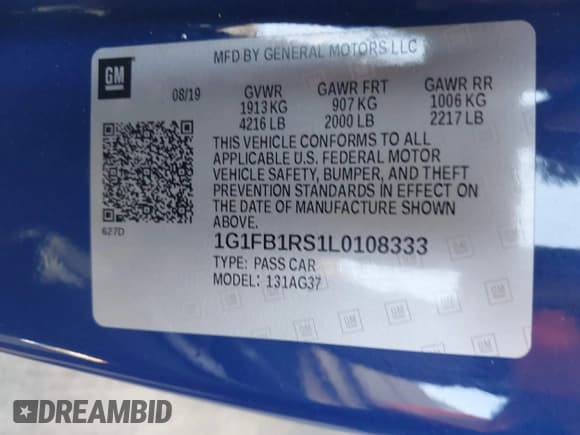 MFD BY GENERAL MOTORS LLC
GM
08/19 GVWR GAWR FRT GAWR RR
1913 KG 907 KG 1006 KG
4216 LB 2000 LB 2217 LB
THIS VEHICLE CONFORMS TO ALL
APPLICABLE U.S. FEDERAL MOTOR
VEHICLE SAFETY, BUMPER, AND THEFT
PREVENTION STANDARDS IN EFFECT ON
THE DATE OF MANUFACTURE SHOWN
ABOVE.
627D
1G1FB1RS1L0108333
TYPE: PASS CAR
MODEL: 131AG37
DREAMBID